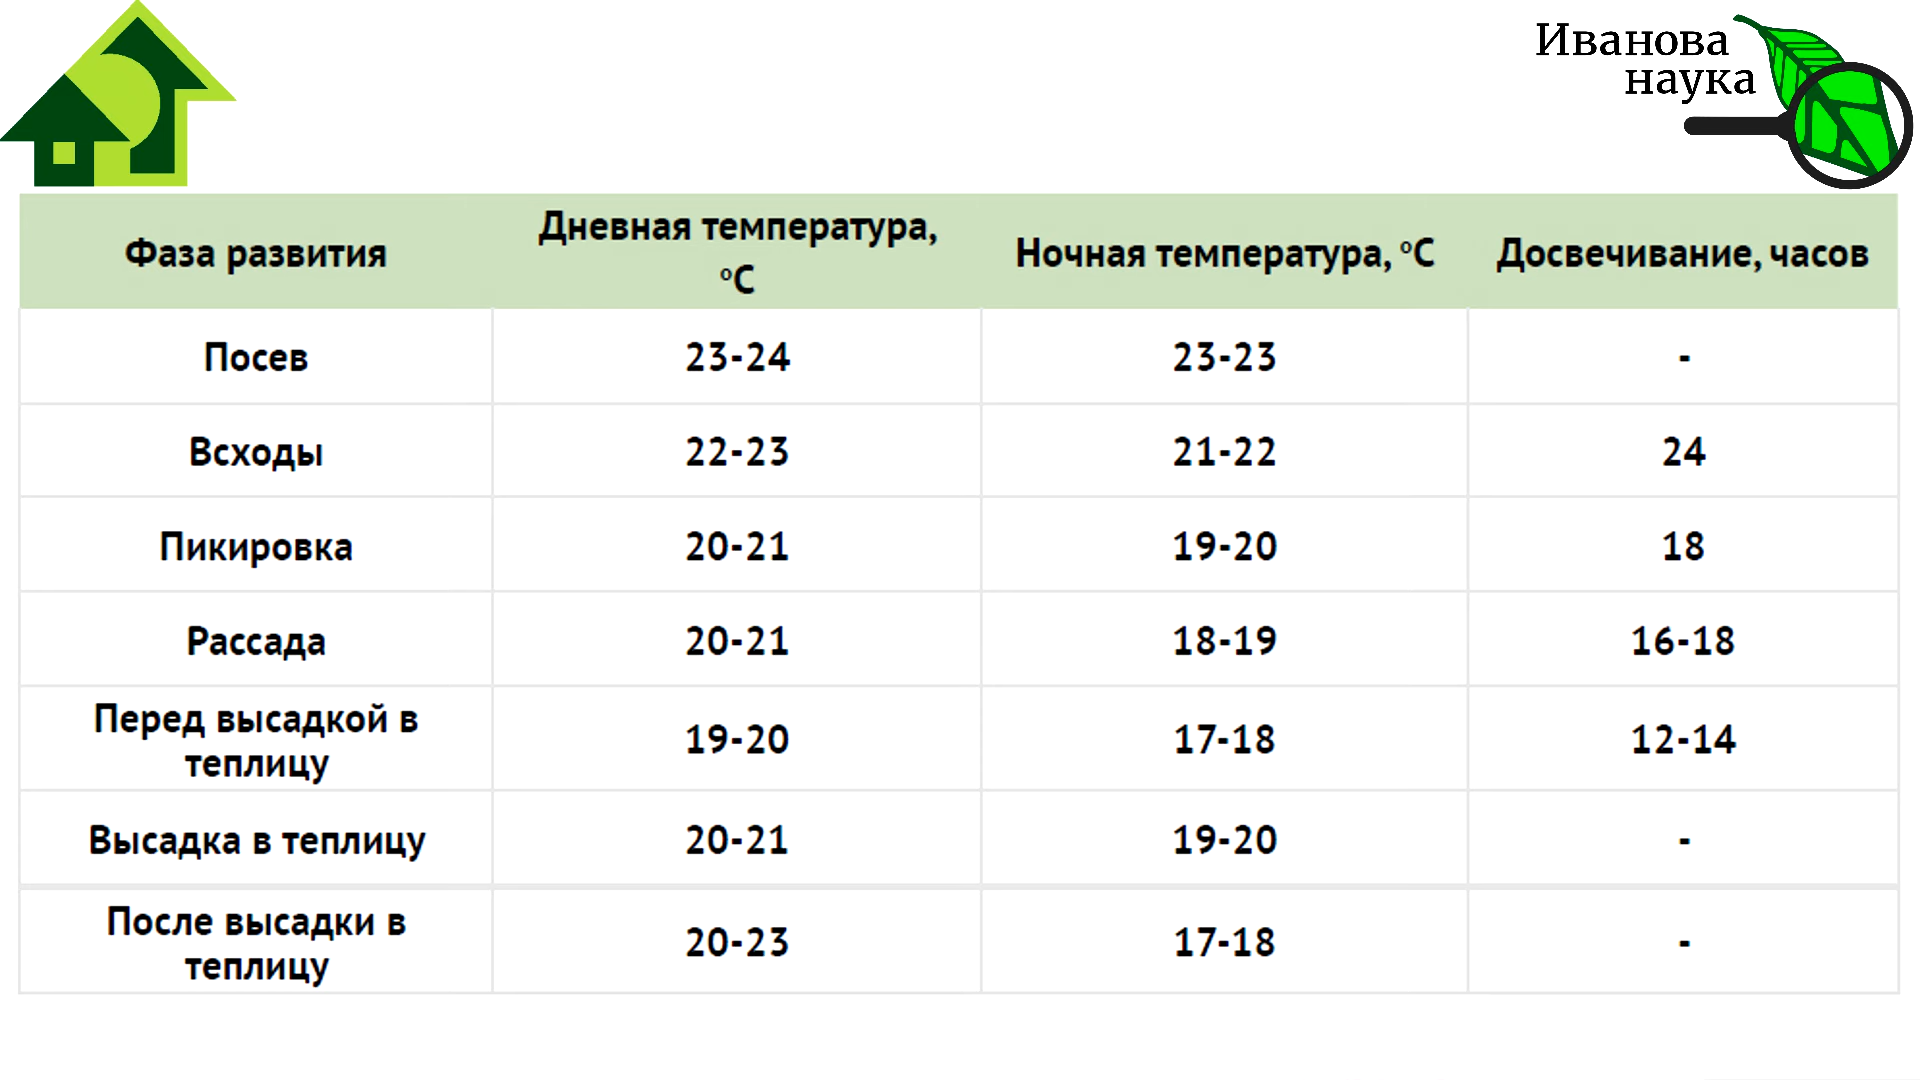 Иванова
наука
Фаза развития
Дневная температура,
ºС
Ночная температура, ºС
Досвечивание, часов
Посев
23-24
23-23
-
Всходы
22-23
21-22
24
Пикировка
20-21
19-20
18
Рассада
20-21
18-19
16-18
Перед высадкой в
теплицу
19-20
17-18
12-14
Высадка в теплицу
20-21
19-20
-
После высадки в
теплицу
20-23
17-18
-